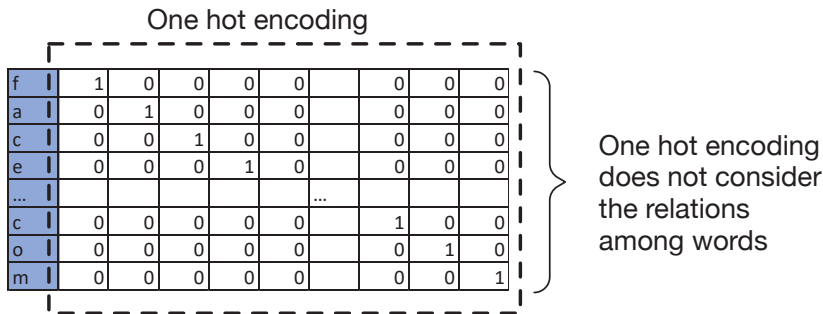 One hot encoding
f 1 0 0 0 0 0 0 0
a 0 1 0 0 0 0 0 0
c 0 0 1 0 0 0 0 0
e 0 0 0 1 0 0 0 0
... ...
c 0 0 0 0 0 1 0 0
o 0 0 0 0 0 0 1 0
m 0 0 0 0 0 0 0 1
One hot encoding
does not consider
the relations
among words